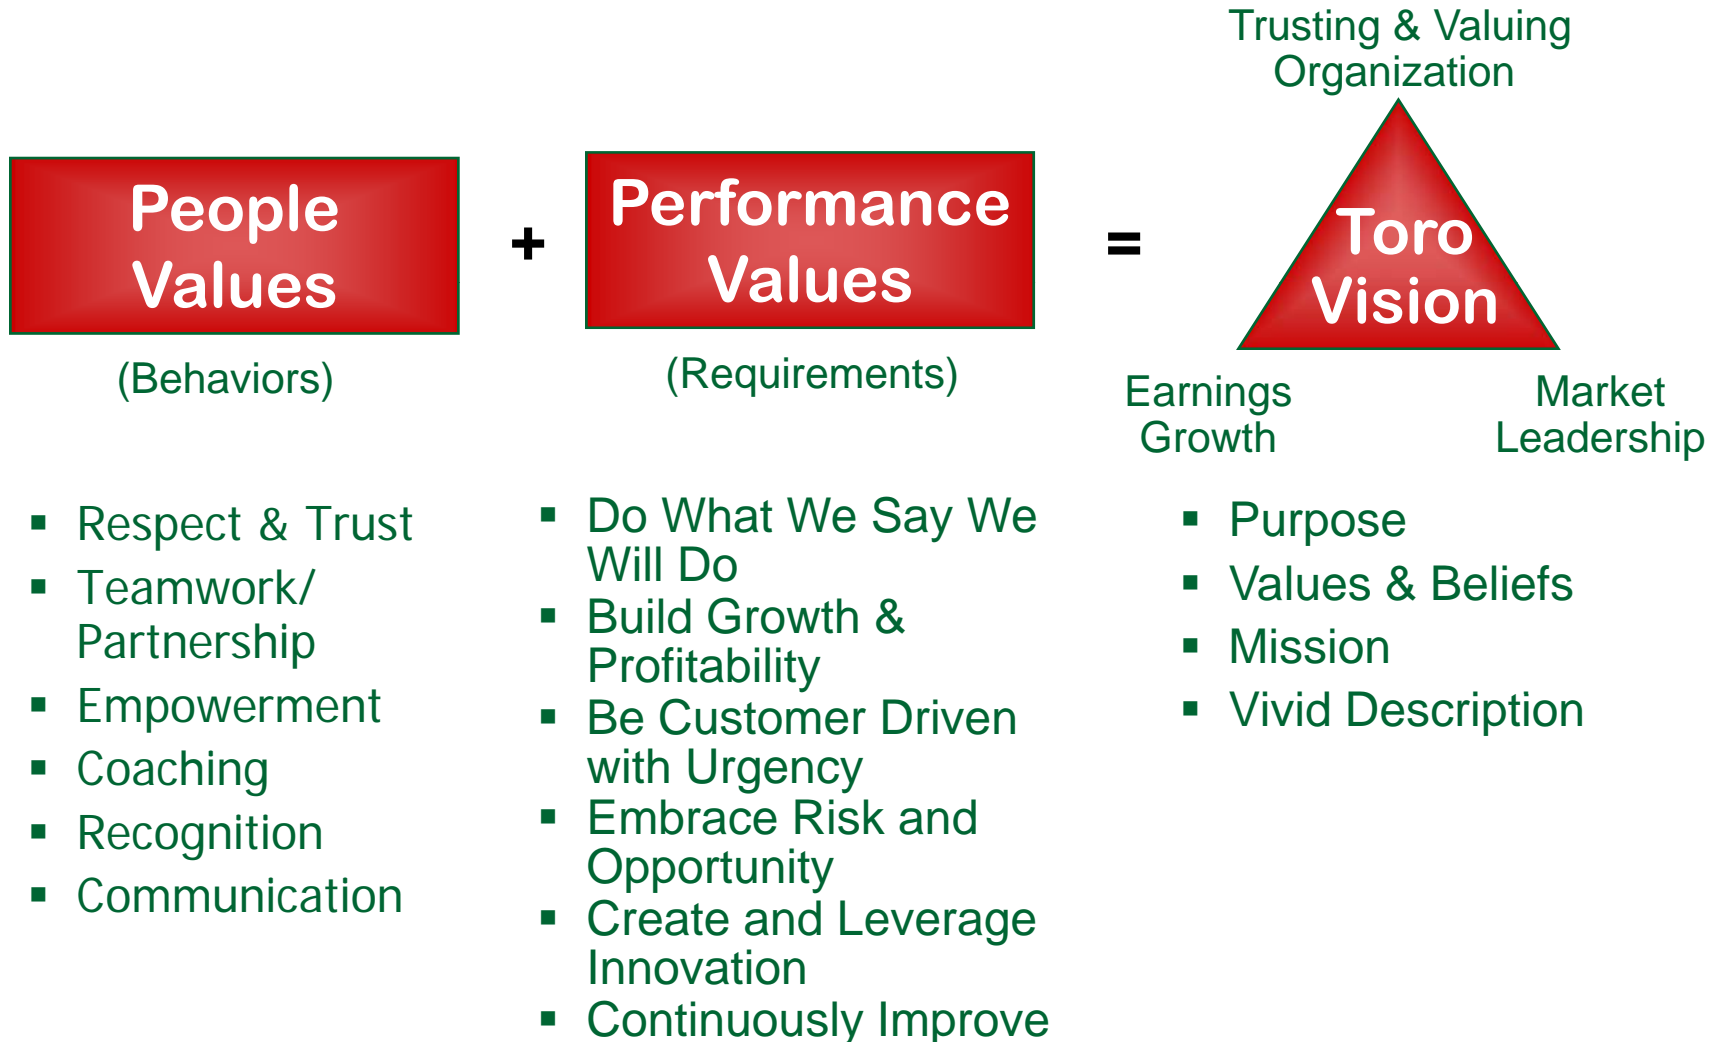 People
Values
(Behaviors)
▪ Respect & Trust
▪ Teamwork/
Partnership
▪ Empowerment
▪ Coaching
▪ Recognition
▪ Communication
+
Performance
Values
(Requirements)
▪ Do What We Say We
Will Do
▪ Build Growth &
Profitability
▪ Be Customer Driven
with Urgency
▪ Embrace Risk and
Opportunity
▪ Create and Leverage
Innovation
▪ Continuously Improve
=
Trusting & Valuing
Organization
Toro
Vision
Earnings
Growth
Market
Leadership
▪ Purpose
▪ Values & Beliefs
▪ Mission
▪ Vivid Description